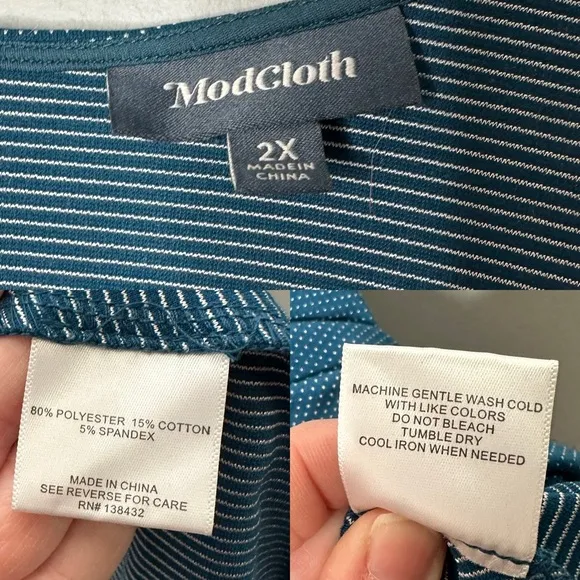 ModCloth
2X
MADE IN
CHINA
80% POLYESTER 15% COTTON
5% SPANDEX
MADE IN CHINA
SEE REVERSE FOR CARE
RN# 138432
MACHINE GENTLE WASH COLD
WITH LIKE COLORS
DO NOT BLEACH
TUMBLE DRY
COOL IRON WHEN NEEDED